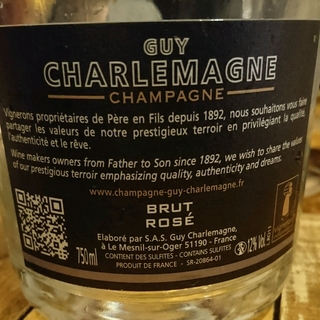 GUY
CHARLEMAGNE
CHAMPAGNE
Vignerons propriétaires de Père en Fils depuis 1892, nous souhaitons vous faire
partager les valeurs de notre prestigieux terroir en privilégiant la qualité,
l'authenticité et le rêve.
Wine makers owners from Father to Son since 1892, we wish to share the values
of our prestigious terroir emphasizing quality, authenticity and dreams.
www.champagne-guy-charlemagne.fr
BRUT
ROSÉ
750ml
Elaboré par S.A.S. Guy Charlemagne,
à Le Mesnil-sur-Oger 51190 - France
CONTENT DES SULFITES - CONTAINS SULFITES
PRODUIT DE FRANCE - SR-20864-01
12% Vol.